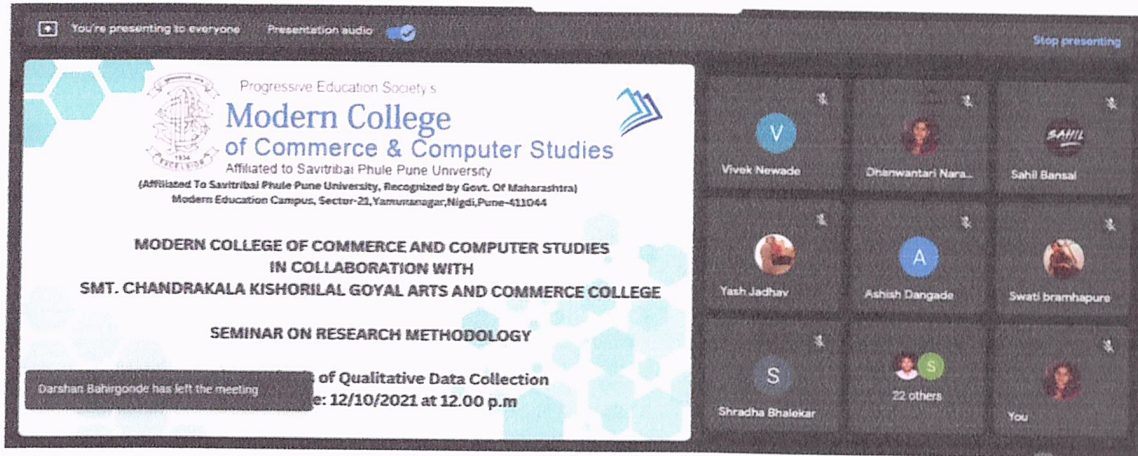 You're presenting to everyone Presentation audio
Stop presenting
Progressive Education Society's
Modern College
of Commerce & Computer Studies
Affiliated to Savitribai Phule Pune University
(Affiliated To Savitribai Phule Pune University, Recognized by Govt. Of Maharashtra)
Modern Education Campus, Sector-21,Yamunanagar,Nigdi,Pune-411044
1934
EXCELSIOR
MODERN COLLEGE OF COMMERCE AND COMPUTER STUDIES
IN COLLABORATION WITH
SMT. CHANDRAKALA KISHORILAL GOYAL ARTS AND COMMERCE COLLEGE
SEMINAR ON RESEARCH METHODOLOGY
of Qualitative Data Collection
e: 12/10/2021 at 12.00 p.m
Darshan Bahirgonde has left the meeting
V
Vivek Newade
Dhanwantari Nara...
SAHIL
Sahil Bansal
Yash Jadhav
A
Ashish Dangade
Swati bramhapure
S
Shradha Bhalekar
S
22 others
You